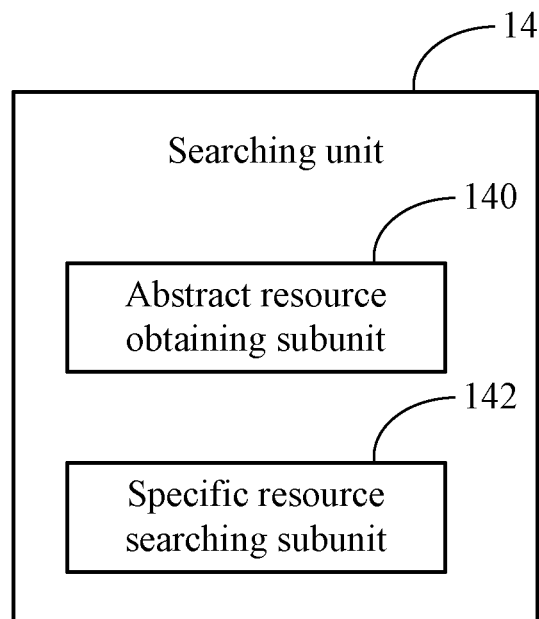 14
Searching unit
140
Abstract resource
obtaining subunit
142
Specific resource
searching subunit